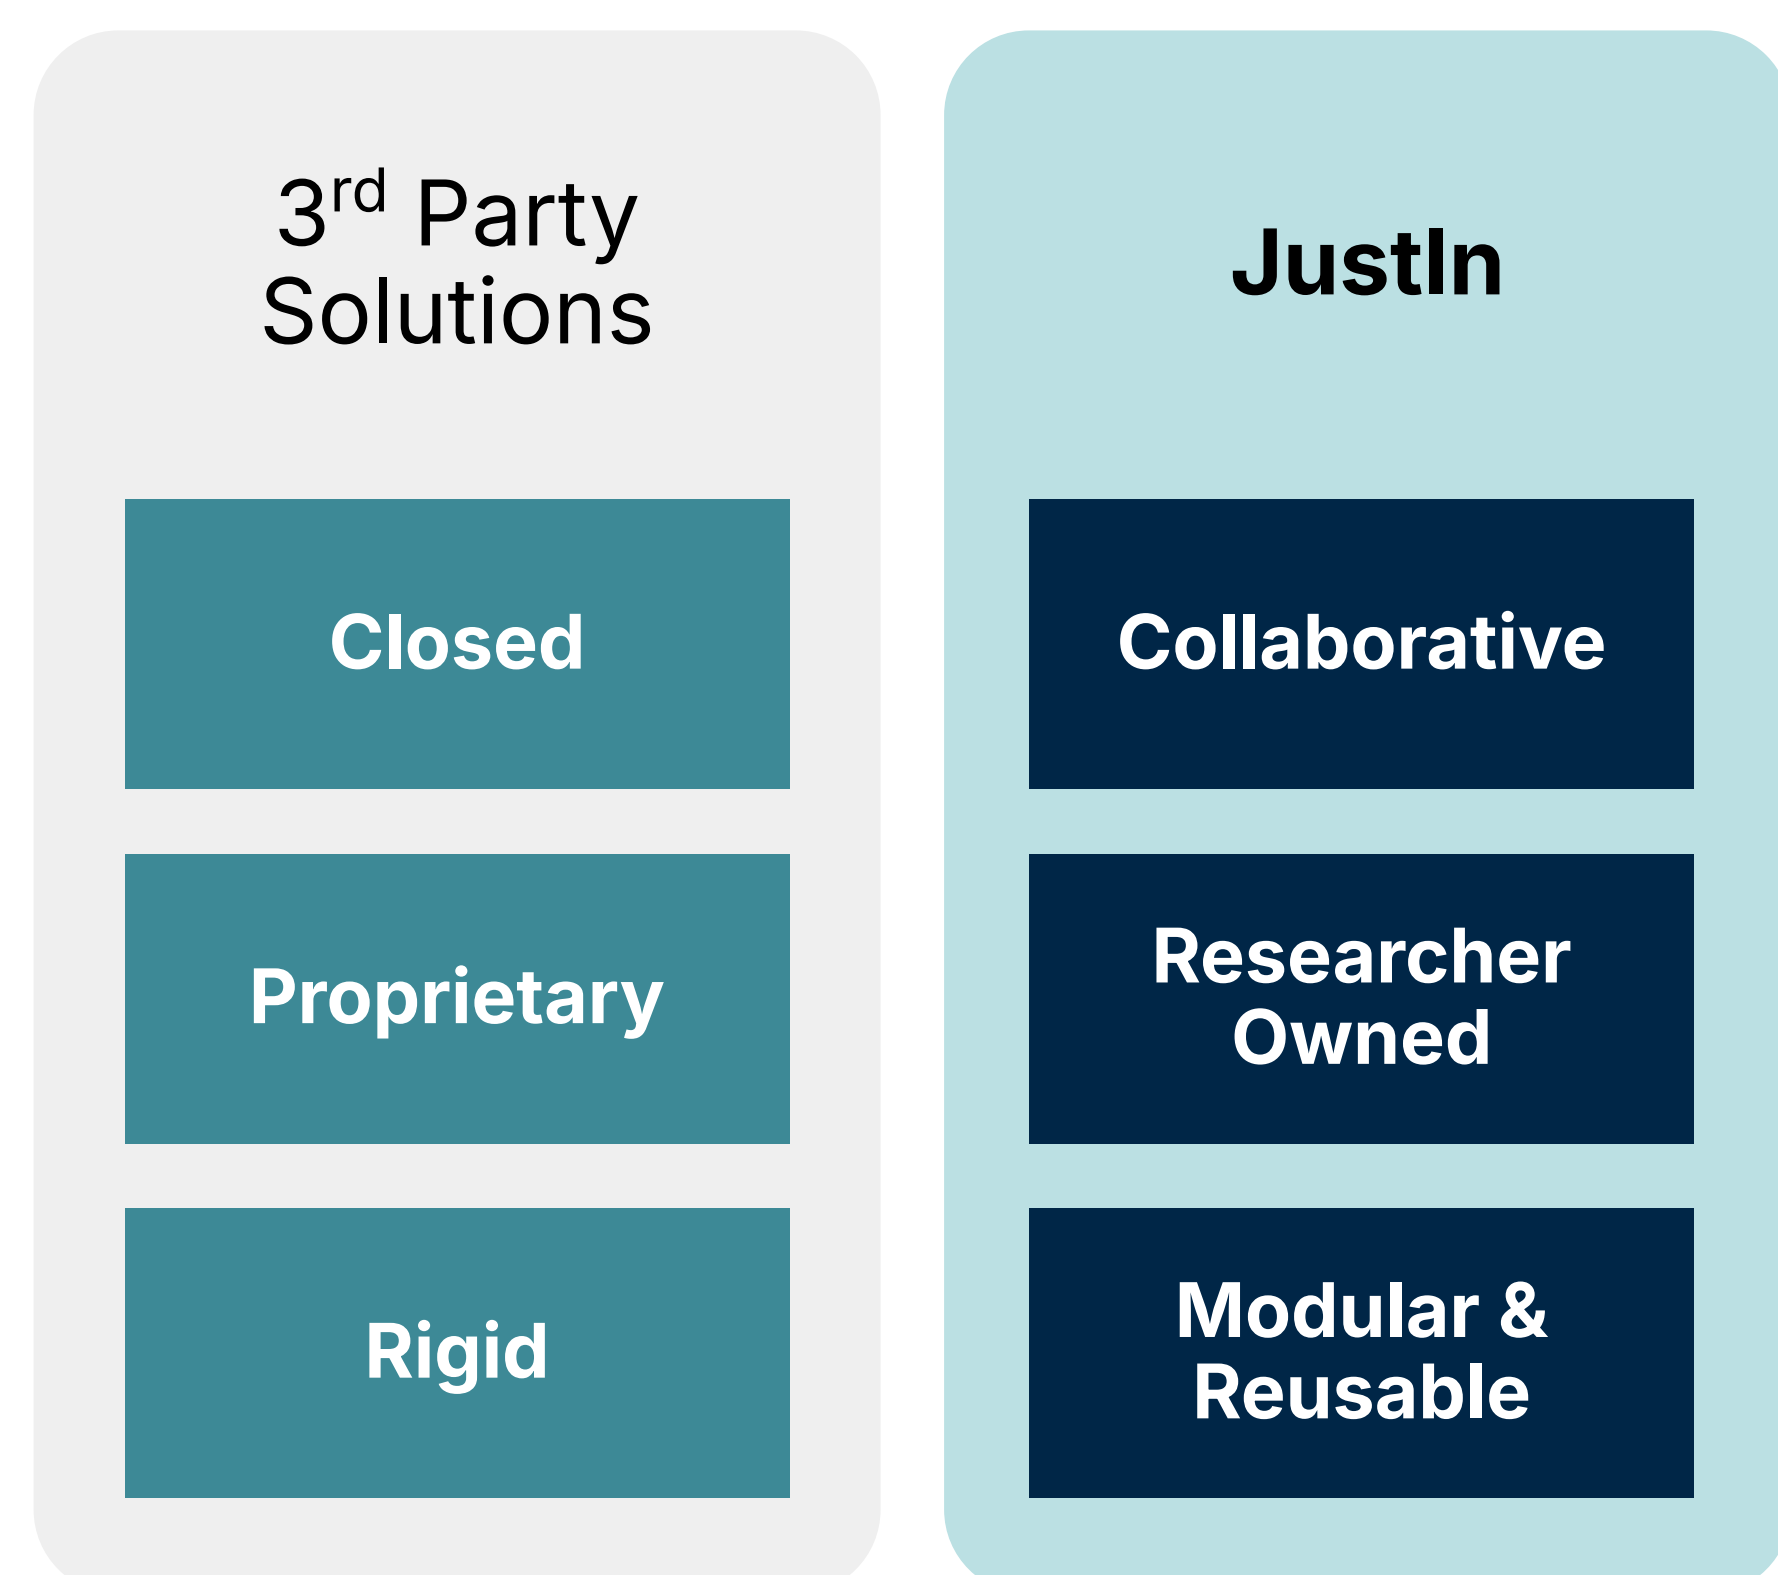 3rd Party
Solutions
Closed
Proprietary
Rigid
JustIn
Collaborative
Researcher
Owned
Modular &
Reusable